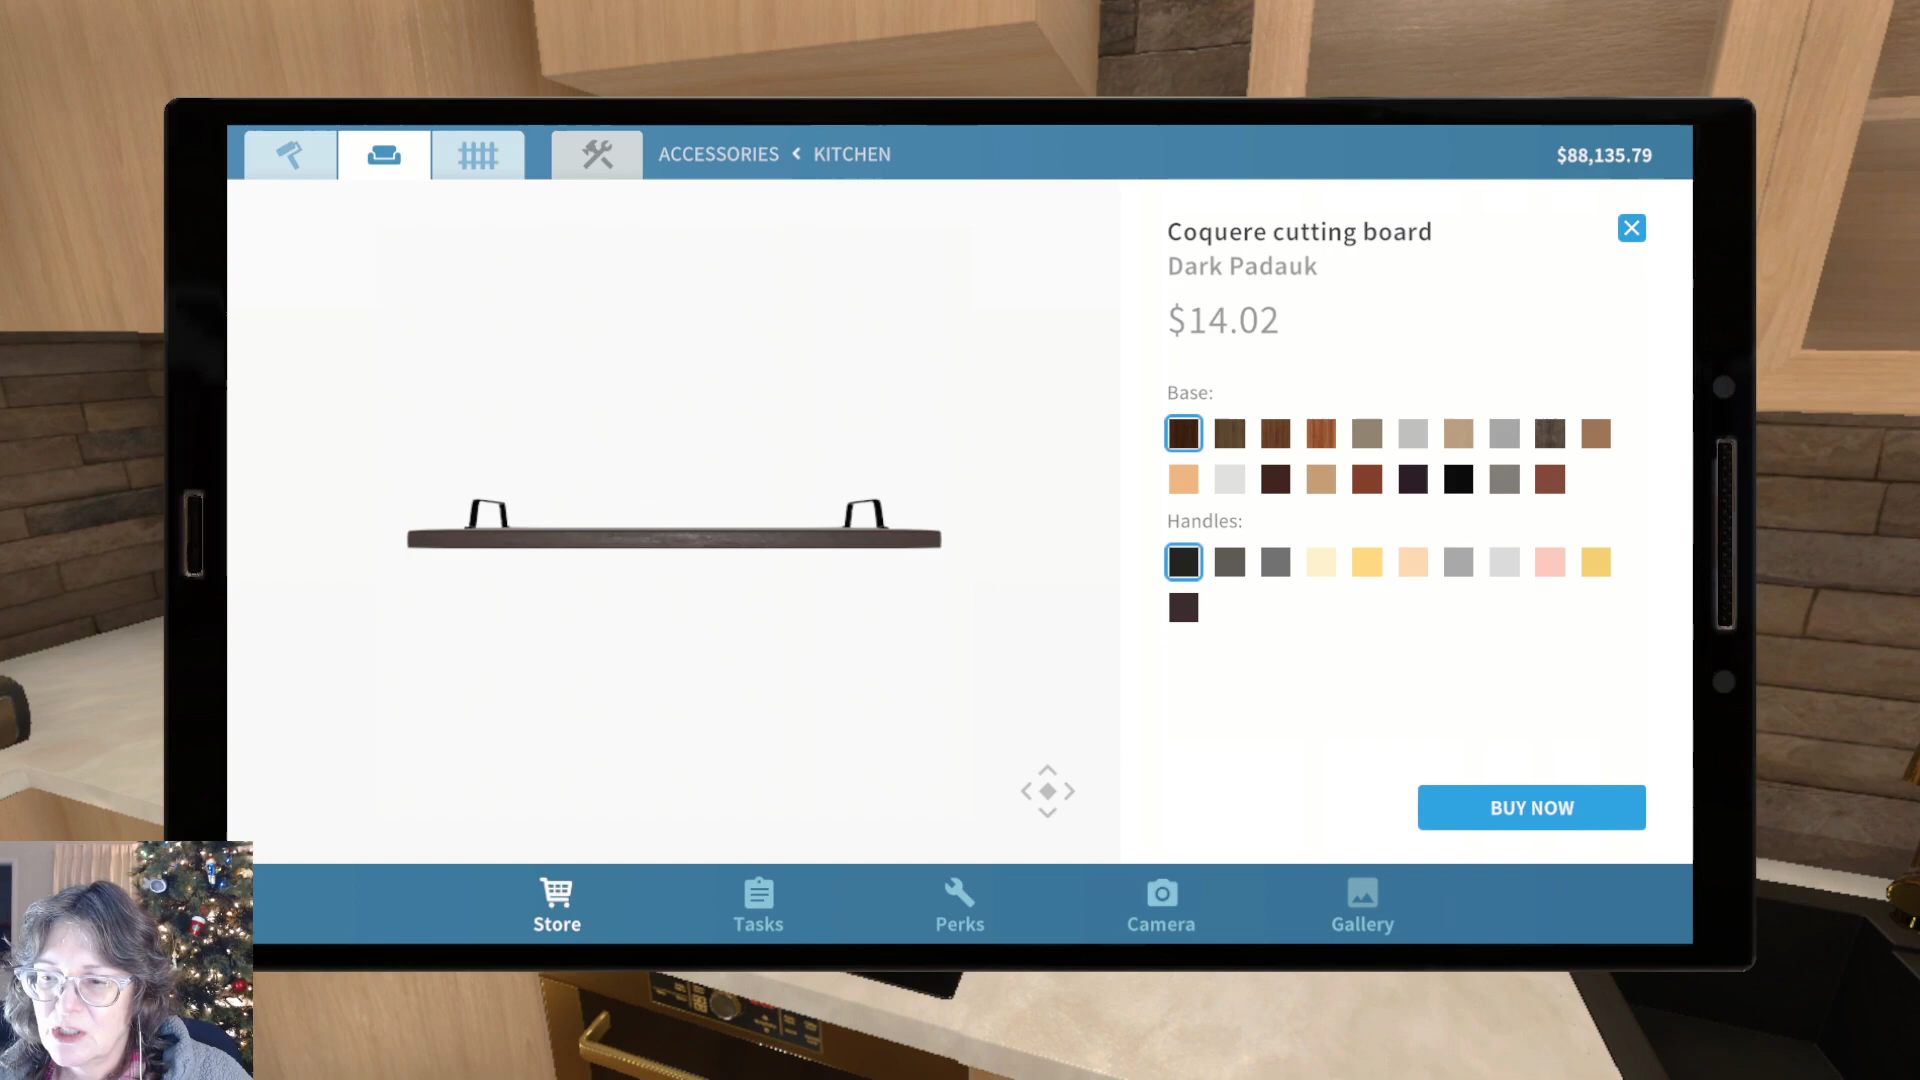 ACCESSORIES < KITCHEN
$88,135.79
Coquere cutting board
Dark Padauk
$14.02
Base:
Handles:
BUY NOW
Store
Tasks
Perks
Camera
Gallery